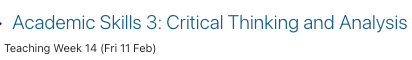 Academic Skills 3: Critical Thinking and Analysis
Teaching Week 14 (Fri 11 Feb)